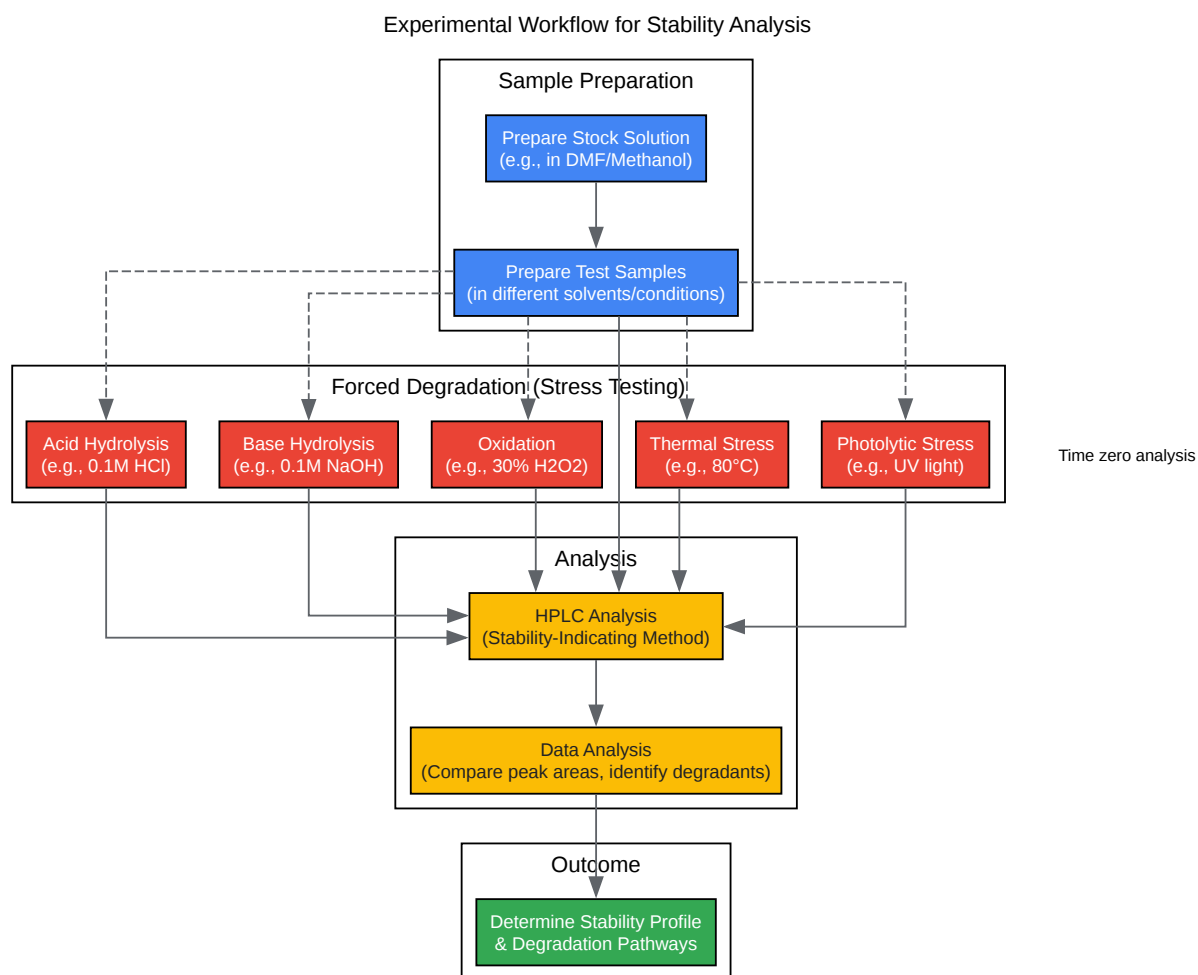 Experimental Workflow for Stability Analysis
Sample Preparation
Prepare Stock Solution
(e.g., in DMF/Methanol)
Prepare Test Samples
(in different solvents/conditions)
Forced Degradation (Stress Testing)
Acid Hydrolysis
(e.g., 0.1M HCl)
Base Hydrolysis
(e.g., 0.1M NaOH)
Oxidation
(e.g., 30% H2O2)
Thermal Stress
(e.g., 80°C)
Photolytic Stress
(e.g., UV light)
Time zero analysis
Analysis
HPLC Analysis
(Stability-Indicating Method)
Data Analysis
(Compare peak areas, identify degradants)
Outcome
Determine Stability Profile
& Degradation Pathways